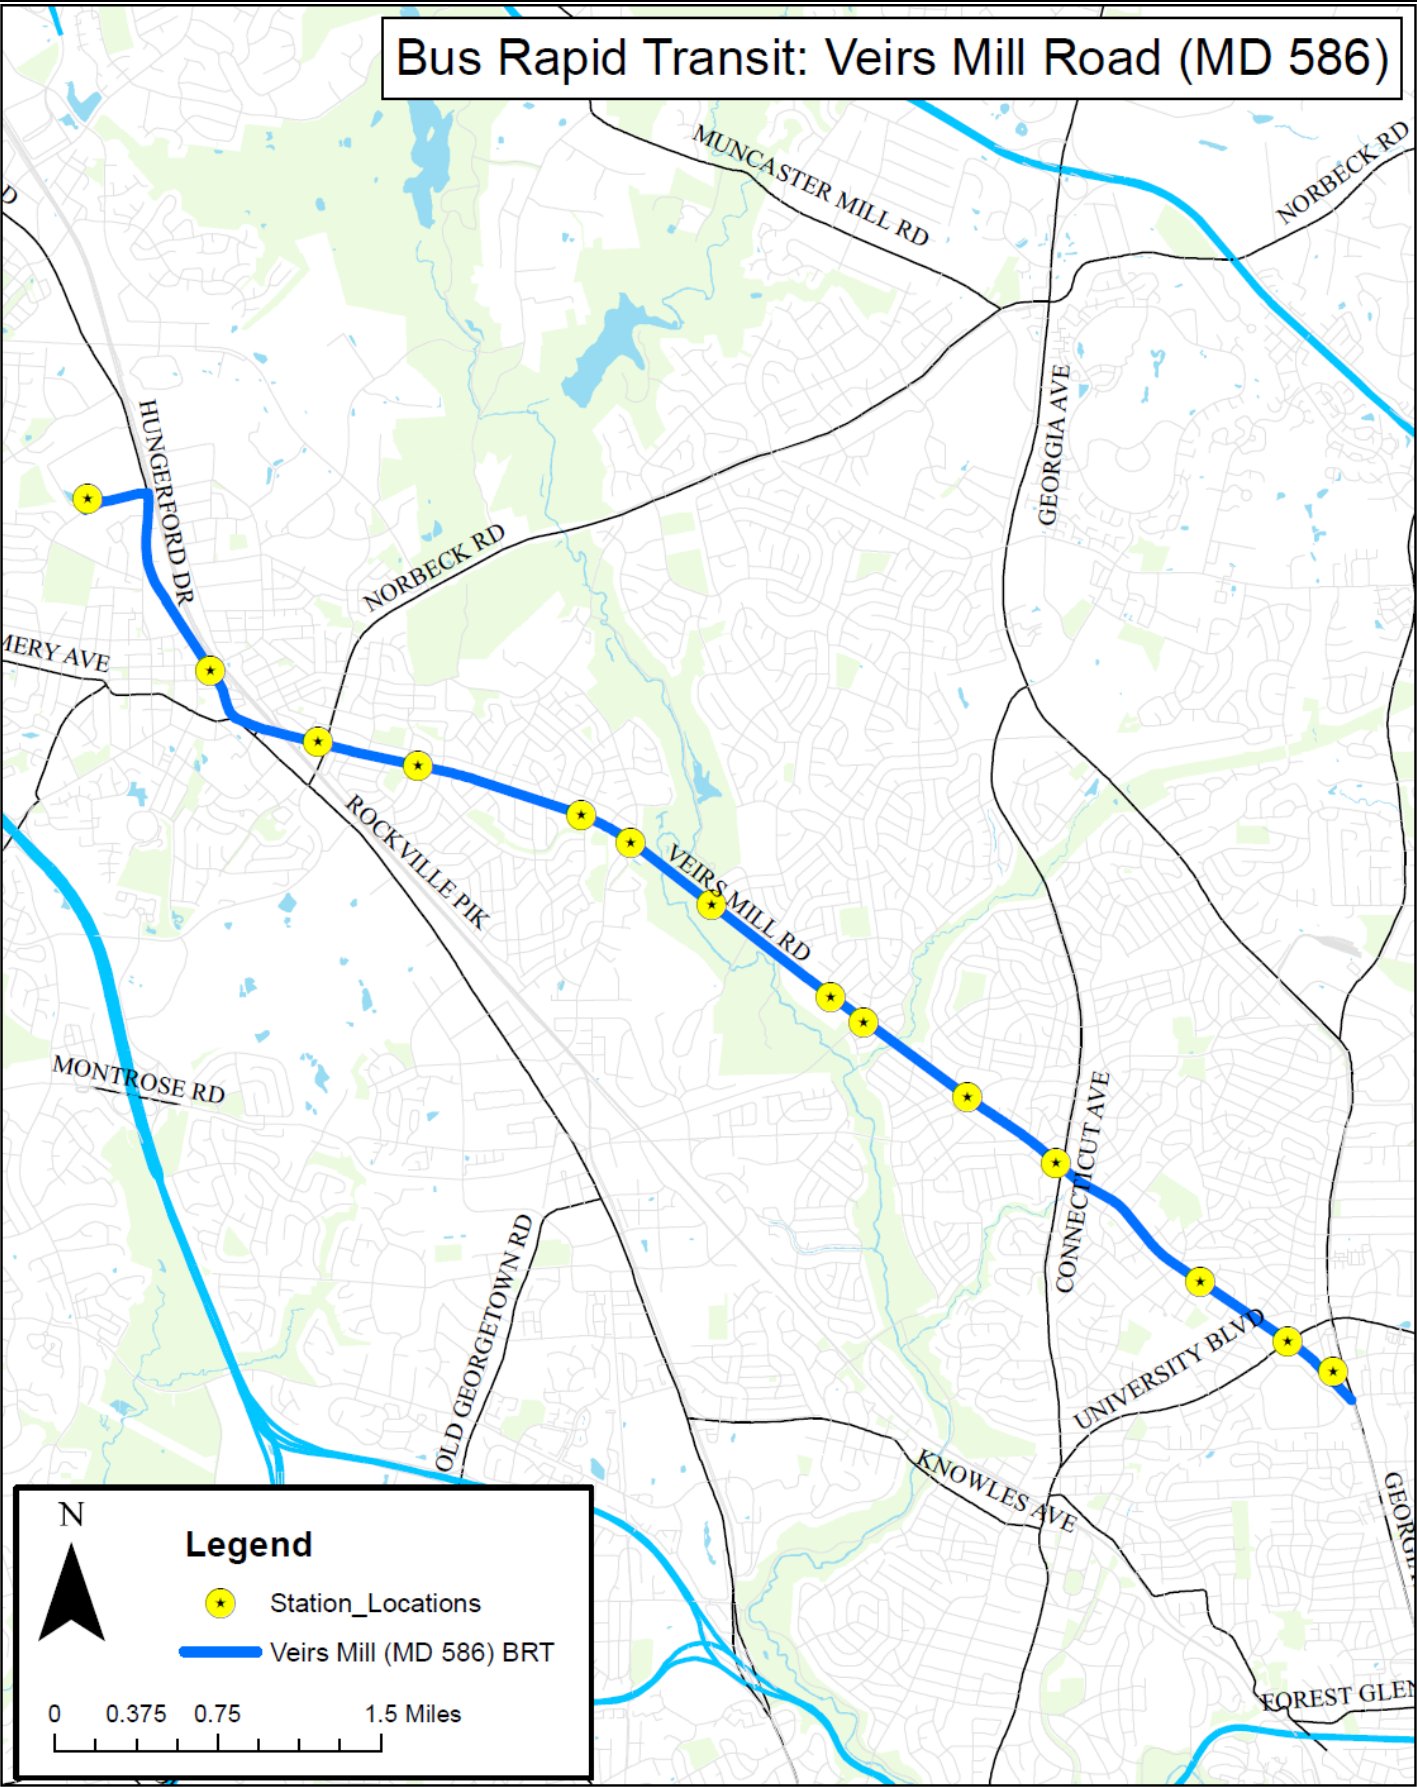 Bus Rapid Transit: Veirs Mill Road (MD 586)
MUNCASTER MILL RD
NORBECK RD
D
GEORGIA AVE
HUNGERFORD DR
NORBECK RD
MERY AVE
ROCKVILLE PIK
VEIRS MILL RD
MONTROSE RD
CONNECTICUT AVE
OLD GEORGETOWN RD
UNIVERSITY BLVD
KNOWLES AVE
GEORGIA
FOREST GLEN
N
Legend
Station_Locations
Veirs Mill (MD 586) BRT
0 0.375 0.75 1.5 Miles